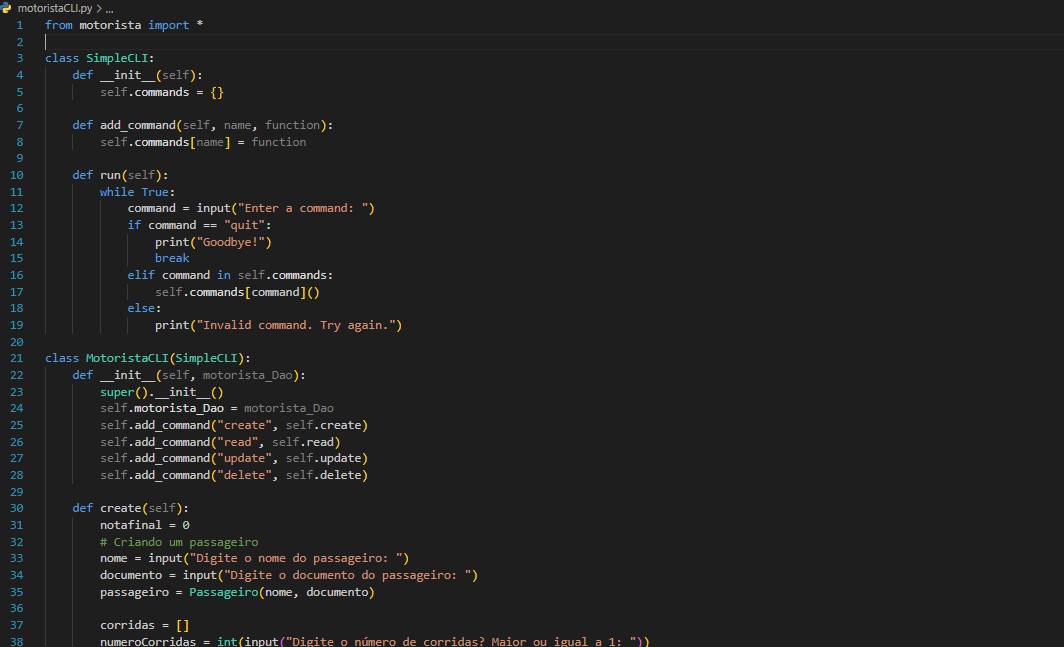 motoristaCLI.py > ...
1 from motorista import *
2
3 class SimpleCLI:
4     def __init__(self):
5         self.commands = {}
6
7     def add_command(self, name, function):
8         self.commands[name] = function
9
10     def run(self):
11         while True:
12             command = input("Enter a command: ")
13             if command == "quit":
14                 print("Goodbye!")
15                 break
16             elif command in self.commands:
17                 self.commands[command]()
18             else:
19                 print("Invalid command. Try again.")
20
21 class MotoristaCLI(SimpleCLI):
22     def __init__(self, motorista_Dao):
23         super().__init__()
24         self.motorista_Dao = motorista_Dao
25         self.add_command("create", self.create)
26         self.add_command("read", self.read)
27         self.add_command("update", self.update)
28         self.add_command("delete", self.delete)
29
30     def create(self):
31         notafinal = 0
32         # Criando um passageiro
33         nome = input("Digite o nome do passageiro: ")
34         documento = input("Digite o documento do passageiro: ")
35         passageiro = Passageiro(nome, documento)
36
37         corridas = []
38         numeroCorridas = int(input("Digite o número de corridas? Maior ou igual a 1: "))